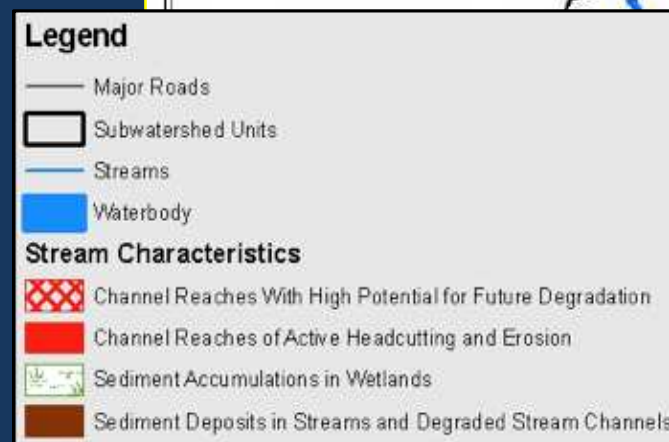 Legend
Major Roads
Subwatershed Units
Streams
Waterbody
Stream Characteristics
Channel Reaches With High Potential for Future Degradation
Channel Reaches of Active Headcutting and Erosion
Sediment Accumulations in Wetlands
Sediment Deposits in Streams and Degraded Stream Channels